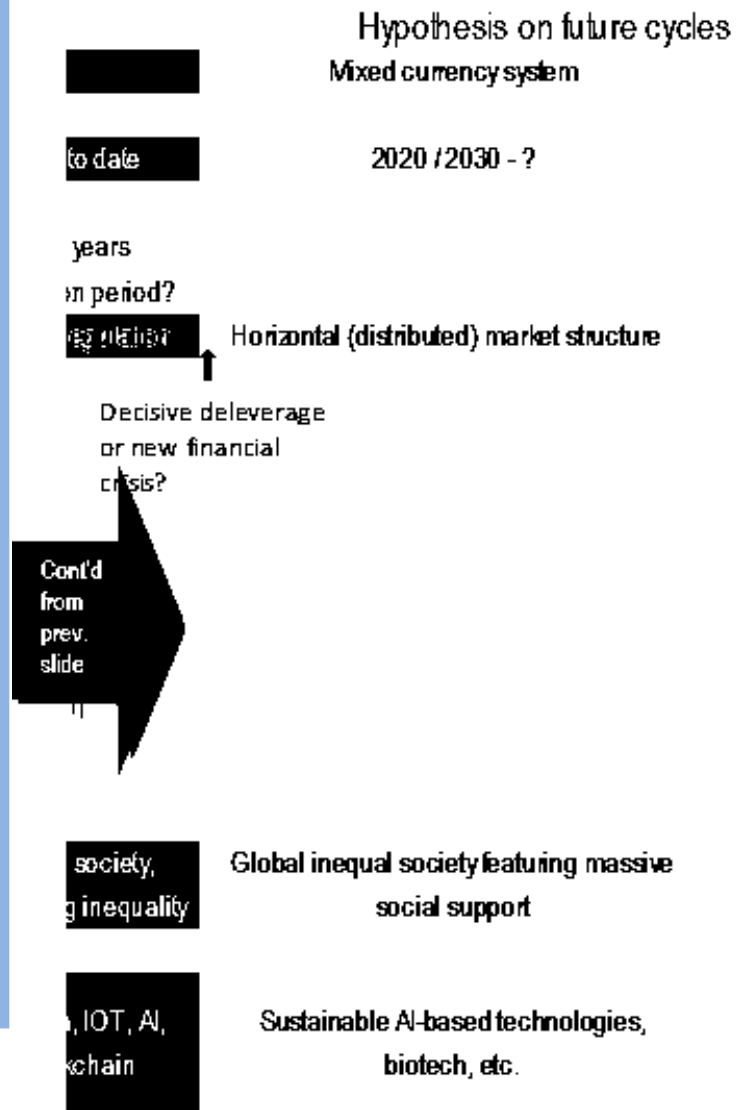 Hypothesis on future cycles
Mixed currency system
to date 2020 / 2030 - ?
years
on period?
Horizontal (distributed) market structure
Decisive deleverage
or new financial
crisis?
Cont'd
from
prev.
slide
society, Global inequal society featuring massive
g inequality social support
, IOT, AI, Sustainable AI-based technologies,
kchain biotech, etc.